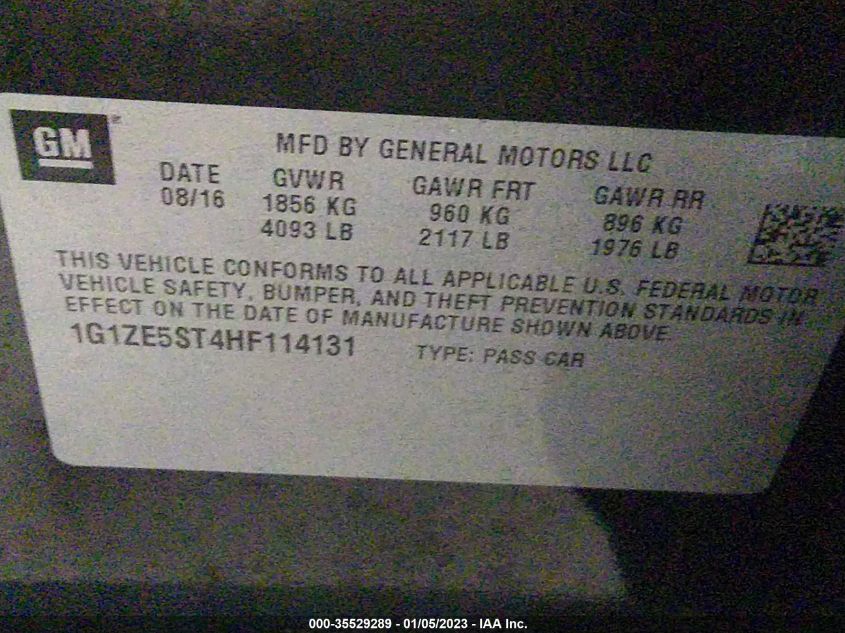 GM
MFD BY GENERAL MOTORS LLC
DATE GVWR GAWR FRT GAWR RR
08/16 1856 KG 960 KG 896 KG
4093 LB 2117 LB 1976 LB
THIS VEHICLE CONFORMS TO ALL APPLICABLE U.S. FEDERAL MOTOR
VEHICLE SAFETY, BUMPER, AND THEFT PREVENTION STANDARDS IN
EFFECT ON THE DATE OF MANUFACTURE SHOWN ABOVE.
1G1ZE5ST4HF114131 TYPE: PASS CAR
000-35529289 - 01/05/2023 - IAA Inc.